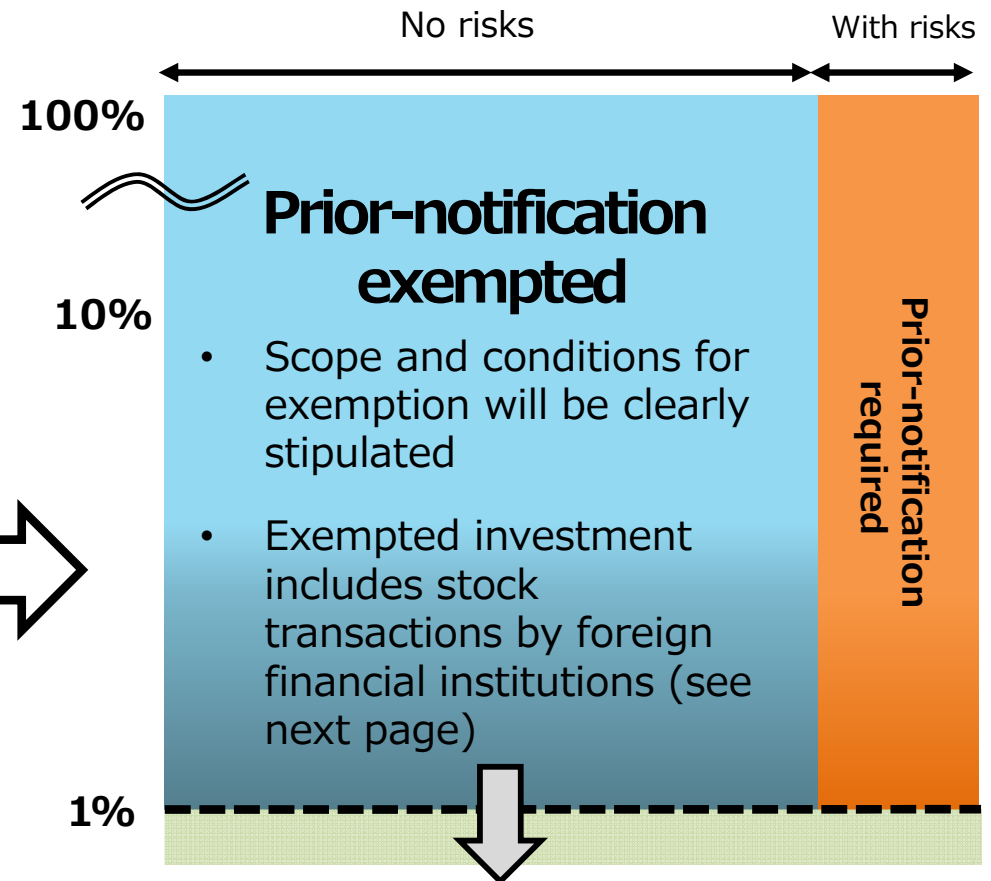 No risks
With risks
100%
Prior-notification
exempted
10%
• Scope and conditions for
exemption will be clearly
stipulated
• Exempted investment
includes stock
transactions by foreign
financial institutions (see
next page)
Prior-notification
required
1%